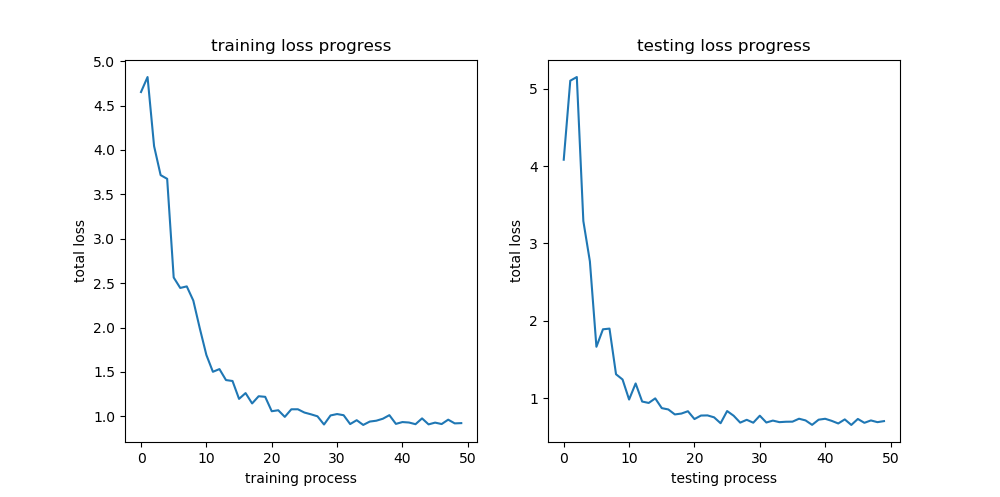 training loss progress
5.0
4.5
4.0
3.5
3.0
2.5
2.0
1.5
1.0
total loss
0 10 20 30 40 50
training process
testing loss progress
5
4
3
2
1
total loss
0 10 20 30 40 50
testing process